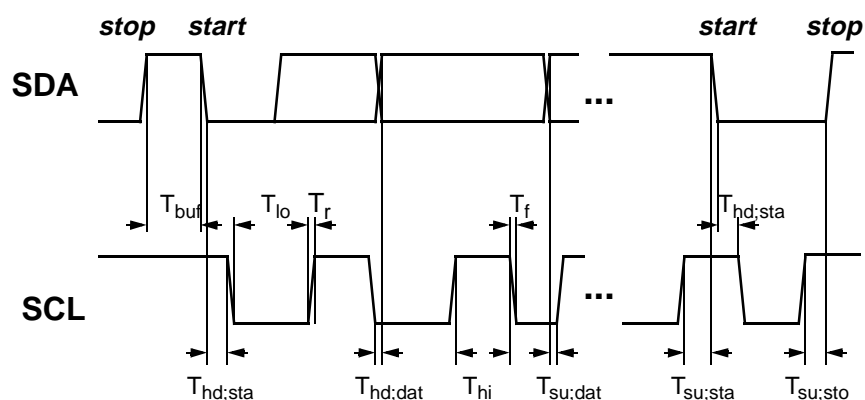 stop start start stop
SDA
...
T_buf T_lo T_r T_f T_hd;sta
SCL
...
T_hd;sta T_hd;dat T_hi T_su;dat T_su;sta T_su;sto